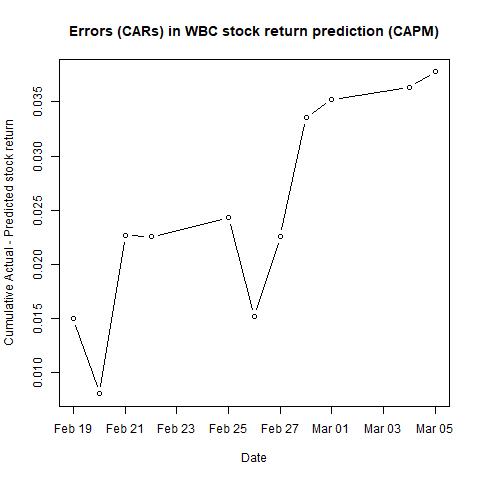 Errors (CARs) in WBC stock return prediction (CAPM)
Cumulative Actual - Predicted stock return
0.035
0.030
0.025
0.020
0.015
0.010
Feb 19 Feb 21 Feb 23 Feb 25 Feb 27 Mar 01 Mar 03 Mar 05
Date